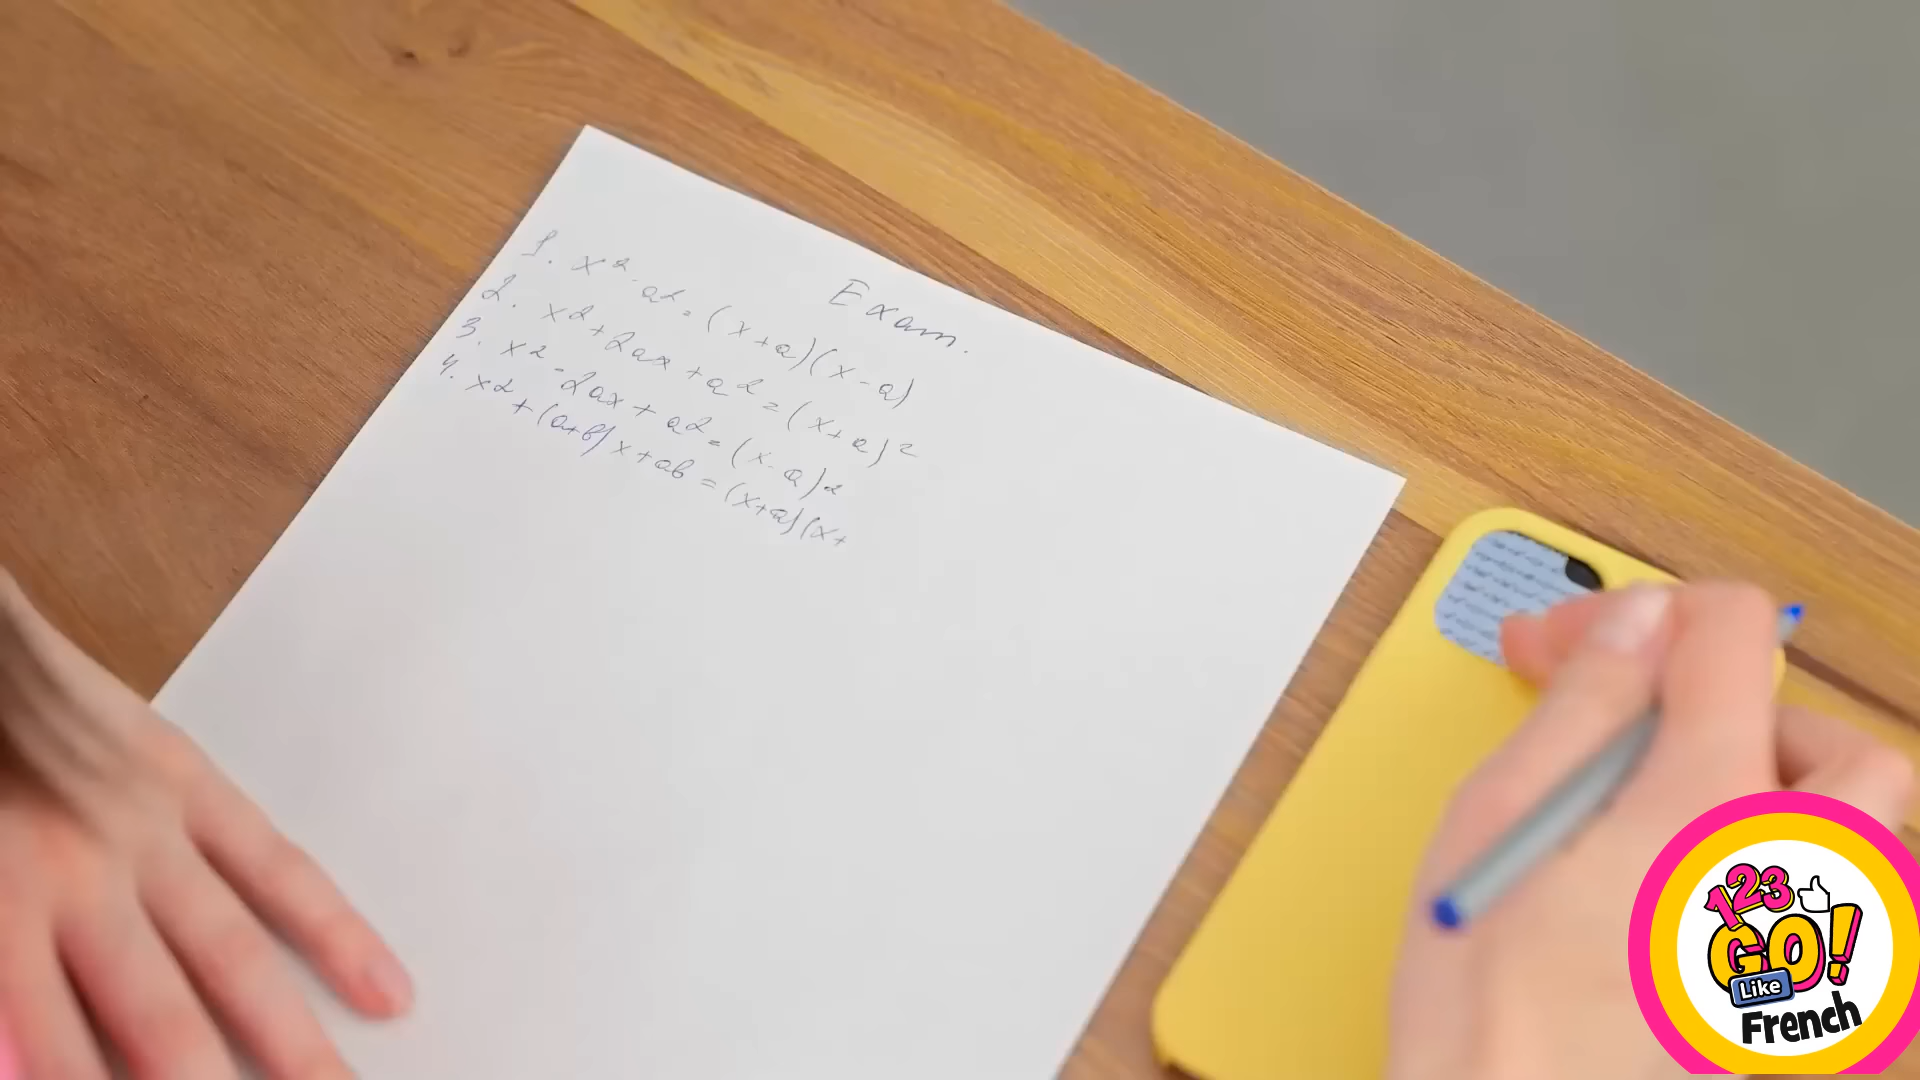 Exam.
1. x2 - a2 = (x+a)(x-a)
2. x2 + 2ax + a2 = (x+a)2
3. x2 - 2ax + a2 = (x-a)2
4. x2 + (a+b)x + ab = (x+a)(x+
123
GO!
Like
French